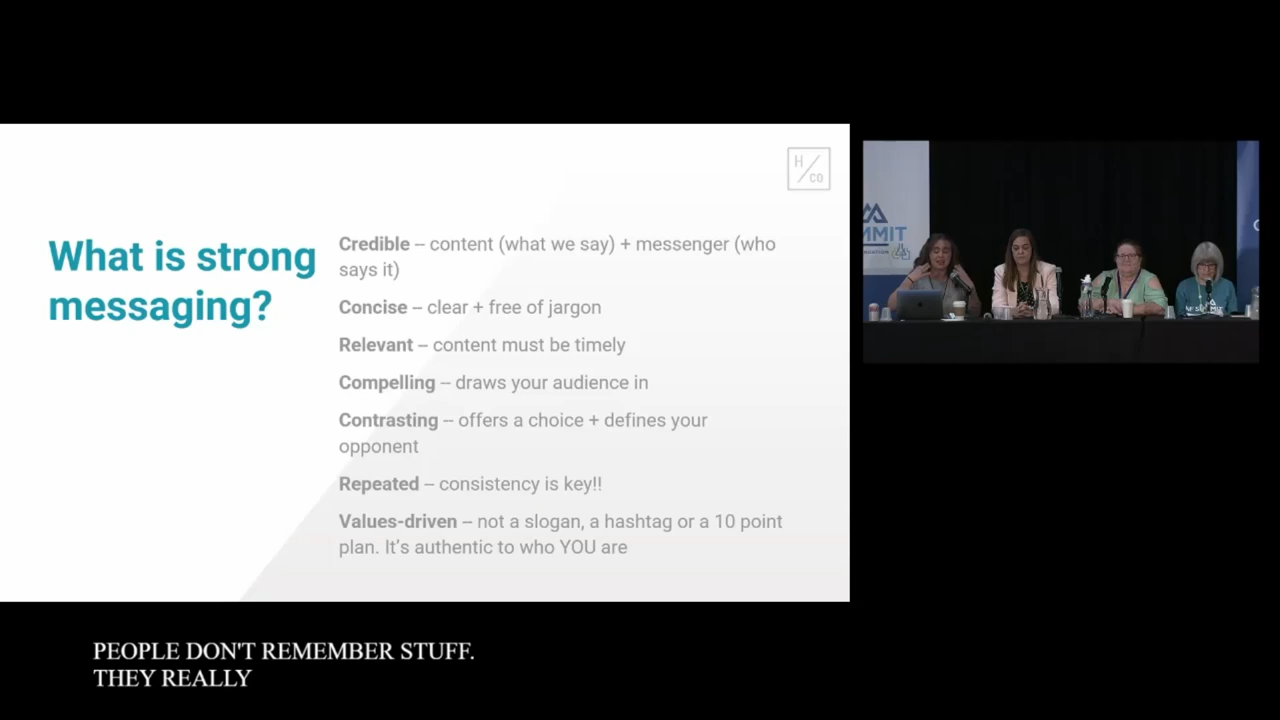 What is strong
messaging?
H/CO
Credible – content (what we say) + messenger (who
says it)
Concise – clear + free of jargon
Relevant – content must be timely
Compelling -- draws your audience in
Contrasting -- offers a choice + defines your
opponent
Repeated -- consistency is key!!
Values-driven – not a slogan, a hashtag or a 10 point
plan. It's authentic to who YOU are
PEOPLE DON'T REMEMBER STUFF.
THEY REALLY